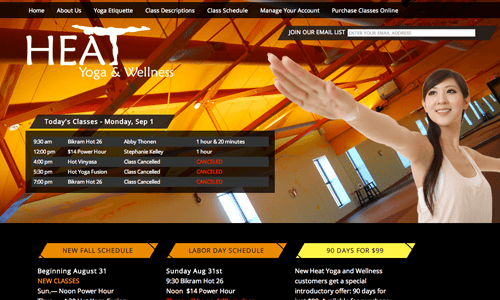 Home About Us Yoga Etiquette Class Descriptions Class Schedule Manage Your Account Purchase Classes Online
JOIN OUR EMAIL LIST ENTER YOUR EMAIL ADDRESS
HEAT
Yoga & Wellness
Today's Classes - Monday, Sep 1
9:30 am Bikram Hot 26 Abby Thonen 1 hour & 20 minutes
12:00 pm $14 Power Hour Stephanie Kelley 1 hour
4:00 pm Hot Vinyasa Class Cancelled CANCELED
5:30 pm Hot Yoga Fusion Class Cancelled CANCELED
7:00 pm Bikram Hot 26 Class Cancelled CANCELED
NEW FALL SCHEDULE LABOR DAY SCHEDULE 90 DAYS FOR $99
Beginning August 31 Sunday Aug 31st New Heat Yoga and Wellness
NEW CLASSES 9:30 Bikram Hot 26 customers get a special
Sun.— Noon Power Hour Noon $14 Power Hour introductory offer: 90 days for